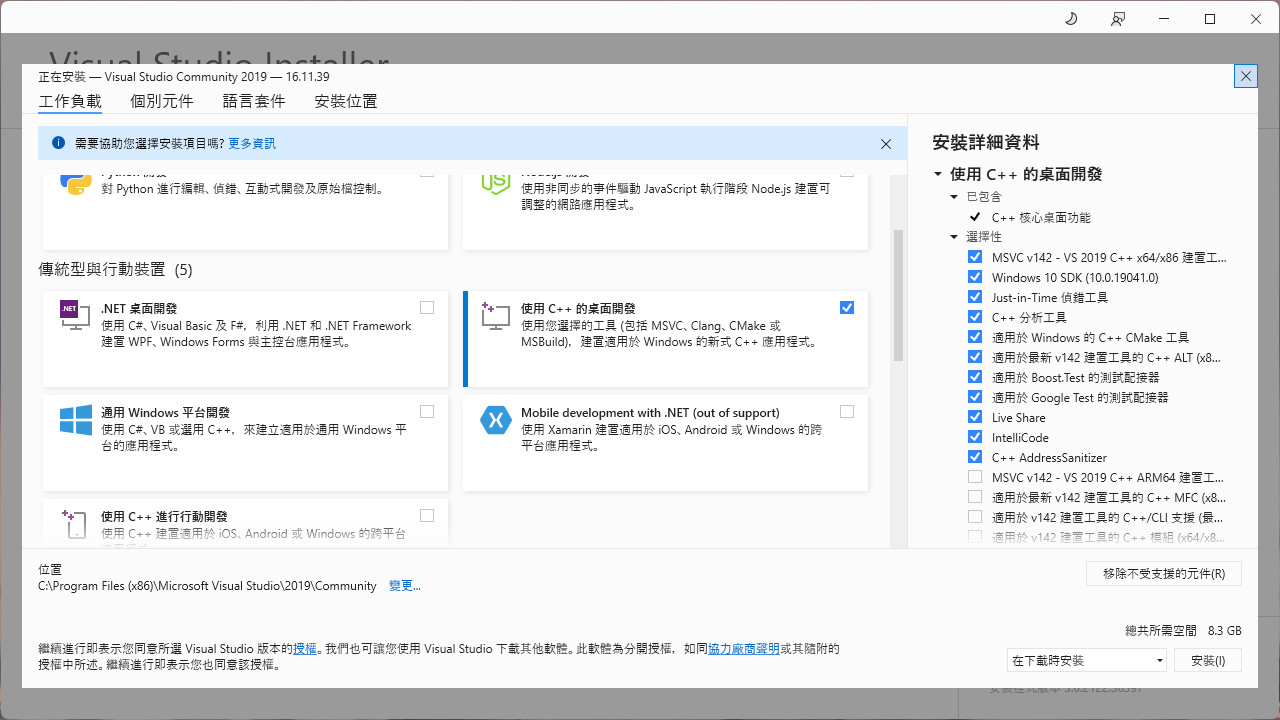 Visual Studio Installer
正在安裝 — Visual Studio Community 2019 — 16.11.39
工作負載 個別元件 語言套件 安裝位置
需要協助您選擇安裝項目嗎? 更多資訊
Python 開發
對 Python 進行編輯、偵錯、互動式開發及原始檔控制。
Node.js 開發
使用非同步的事件驅動 JavaScript 執行階段 Node.js 建置可
調整的網路應用程式。
傳統型與行動裝置 (5)
.NET
.NET 桌面開發
使用 C#、Visual Basic 及 F#，利用 .NET 和 .NET Framework
建置 WPF、Windows Forms 與主控台應用程式。
使用 C++ 的桌面開發
使用您選擇的工具 (包括 MSVC、Clang、CMake 或
MSBuild)，建置適用於 Windows 的新式 C++ 應用程式。
通用 Windows 平台開發
使用 C#、VB 或選用 C++，來建立適用於通用 Windows 平
台的應用程式。
Mobile development with .NET (out of support)
使用 Xamarin 建置適用於 iOS、Android 或 Windows 的跨
平台應用程式。
使用 C++ 進行行動開發
使用 C++ 建置適用於 iOS、Android 或 Windows 的跨平台
安裝詳細資料
使用 C++ 的桌面開發
已包含
C++ 核心桌面功能
選擇性
MSVC v142 - VS 2019 C++ x64/x86 建置工...
Windows 10 SDK (10.0.19041.0)
Just-in-Time 偵錯工具
C++ 分析工具
適用於 Windows 的 C++ CMake 工具
適用於最新 v142 建置工具的 C++ ALT (x8...
適用於 Boost.Test 的測試配接器
適用於 Google Test 的測試配接器
Live Share
IntelliCode
C++ AddressSanitizer
MSVC v142 - VS 2019 C++ ARM64 建置工...
適用於最新 v142 建置工具的 C++ MFC (x8...
適用於 v142 建置工具的 C++/CLI 支援 (最...
適用於 v142 建置工具的 C++ 模組 (x64/x8...
位置
C:\Program Files (x86)\Microsoft Visual Studio\2019\Community 變更...
移除不受支援的元件(R)
總共所需空間 8.3 GB
繼續進行即表示您同意所選 Visual Studio 版本的授權。我們也可讓您使用 Visual Studio 下載其他軟體。此軟體為分開授權，如同協力廠商聲明或其隨附的
授權中所述。繼續進行即表示您也同意該授權。
在下載時安裝
安裝(I)